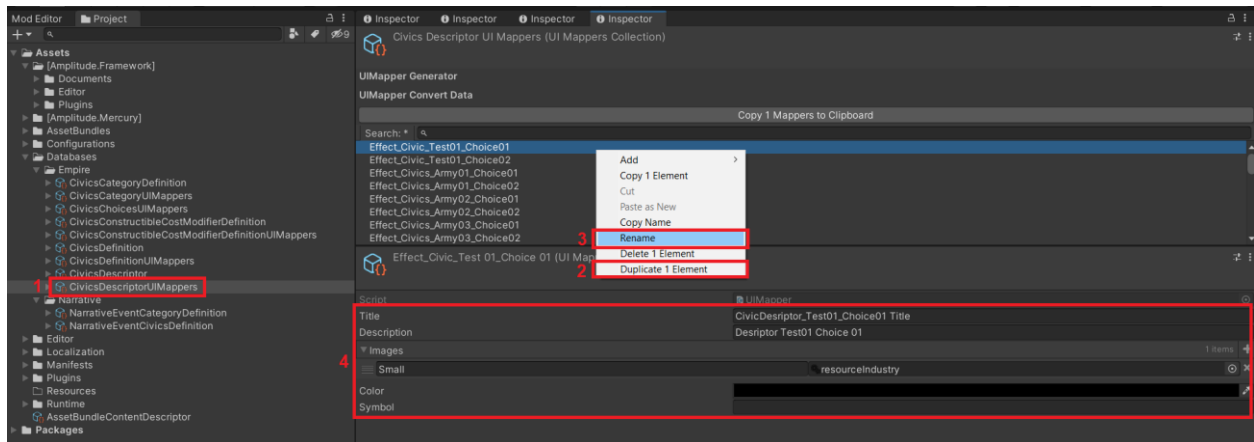 Mod Editor Project
9
Assets
[Amplitude.Framework]
Documents
Editor
Plugins
[Amplitude.Mercury]
AssetBundles
Configurations
Databases
Empire
CivicsCategoryDefinition
CivicsCategoryUIMappers
CivicsChoicesUIMappers
CivicsConstructibleCostModifierDefinition
CivicsConstructibleCostModifierDefinitionUIMappers
CivicsDefinition
CivicsDefinitionUIMappers
CivicsDescriptor
1 CivicsDescriptorUIMappers
Narrative
NarrativeEventCategoryDefinition
NarrativeEventCivicsDefinition
Editor
Localization
Manifests
Plugins
Resources
Runtime
AssetBundleContentDescriptor
Packages
Inspector Inspector Inspector Inspector
Civics Descriptor UI Mappers (UI Mappers Collection)
UIMapper Generator
UIMapper Convert Data
Copy 1 Mappers to Clipboard
Search: *
Effect_Civic_Test01_Choice01
Effect_Civic_Test01_Choice02
Effect_Civics_Army01_Choice01
Effect_Civics_Army01_Choice02
Effect_Civics_Army02_Choice01
Effect_Civics_Army02_Choice02
Effect_Civics_Army03_Choice01
Effect_Civics_Army03_Choice02
Add
Copy 1 Element
Cut
Paste as New
Copy Name
3 Rename
Delete 1 Element
2 Duplicate 1 Element
Effect_Civic_Test 01_Choice 01 (UI Map
Script UIMapper
4
Title CivicDesriptor_Test01_Choice01 Title
Description Desriptor Test01 Choice 01
Images 1 items
Small resourceIndustry
Color
Symbol